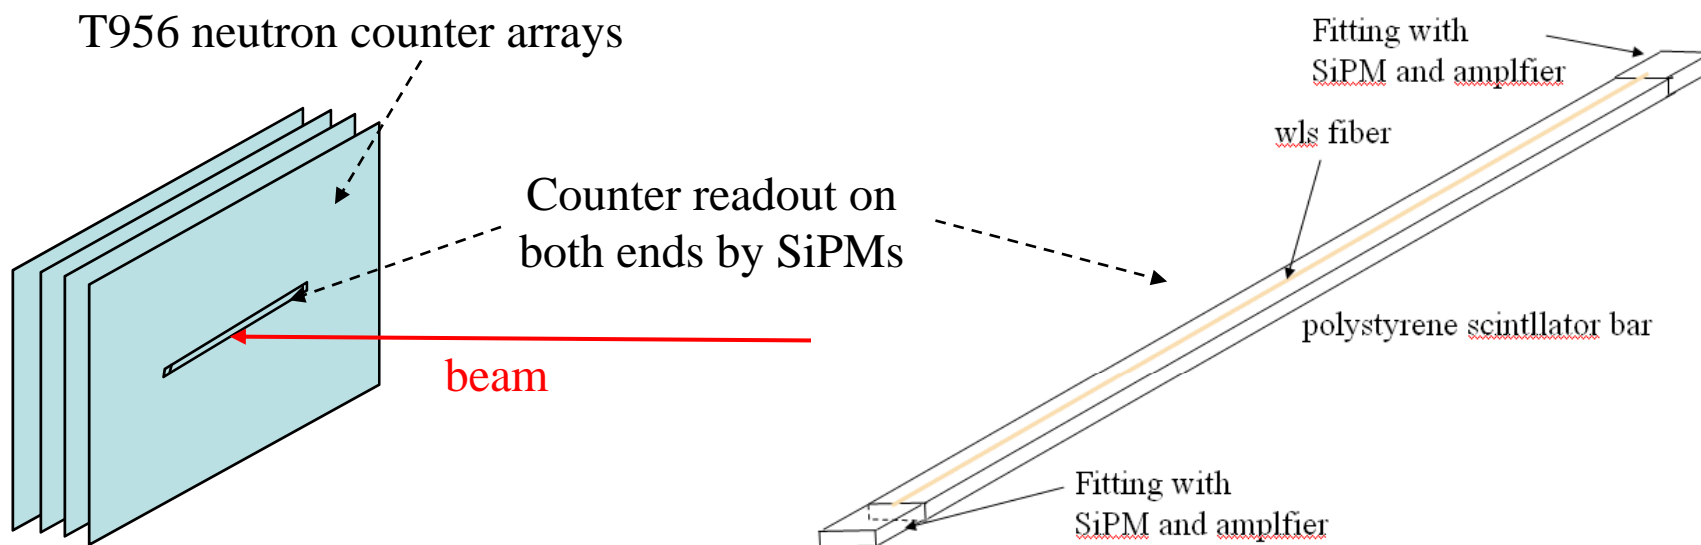 T956 neutron counter arrays
Counter readout on
both ends by SiPMs
beam
Fitting with
SiPM and amplfier
wls fiber
polystyrene scintllator bar
Fitting with
SiPM and amplfier